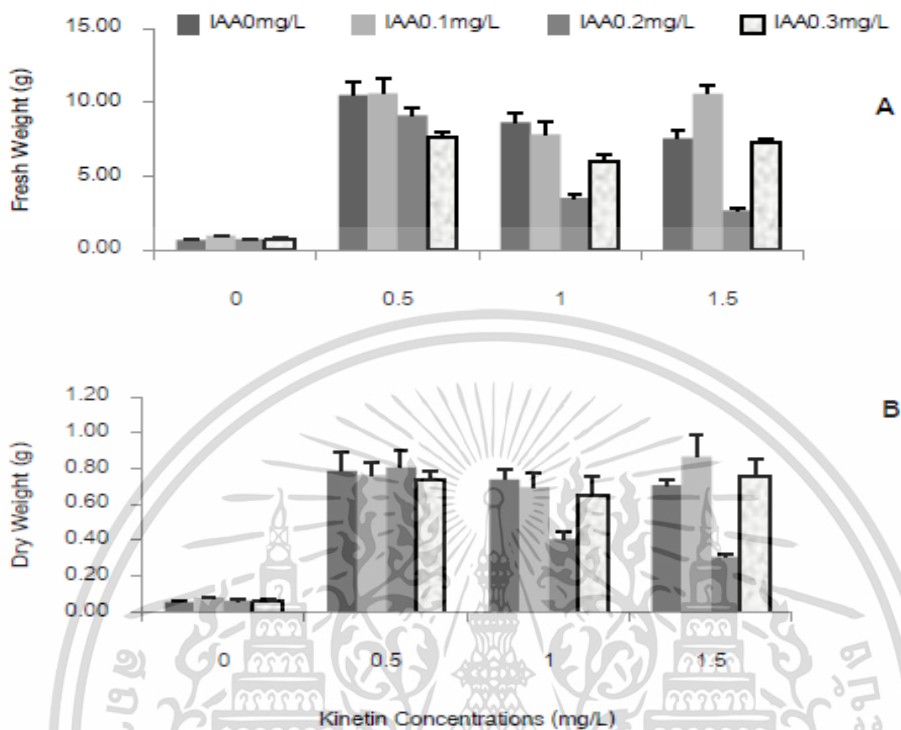 15.00 IAA0mg/L IAA0.1mg/L IAA0.2mg/L IAA0.3mg/L
A
10.00
5.00
0.00
Fresh Weight (g)
0 0.5 1 1.5
1.20
B
1.00
0.80
0.60
0.40
0.20
0.00
Dry Weight (g)
0 0.5 1 1.5
Kinetin Concentrations (mg/L)